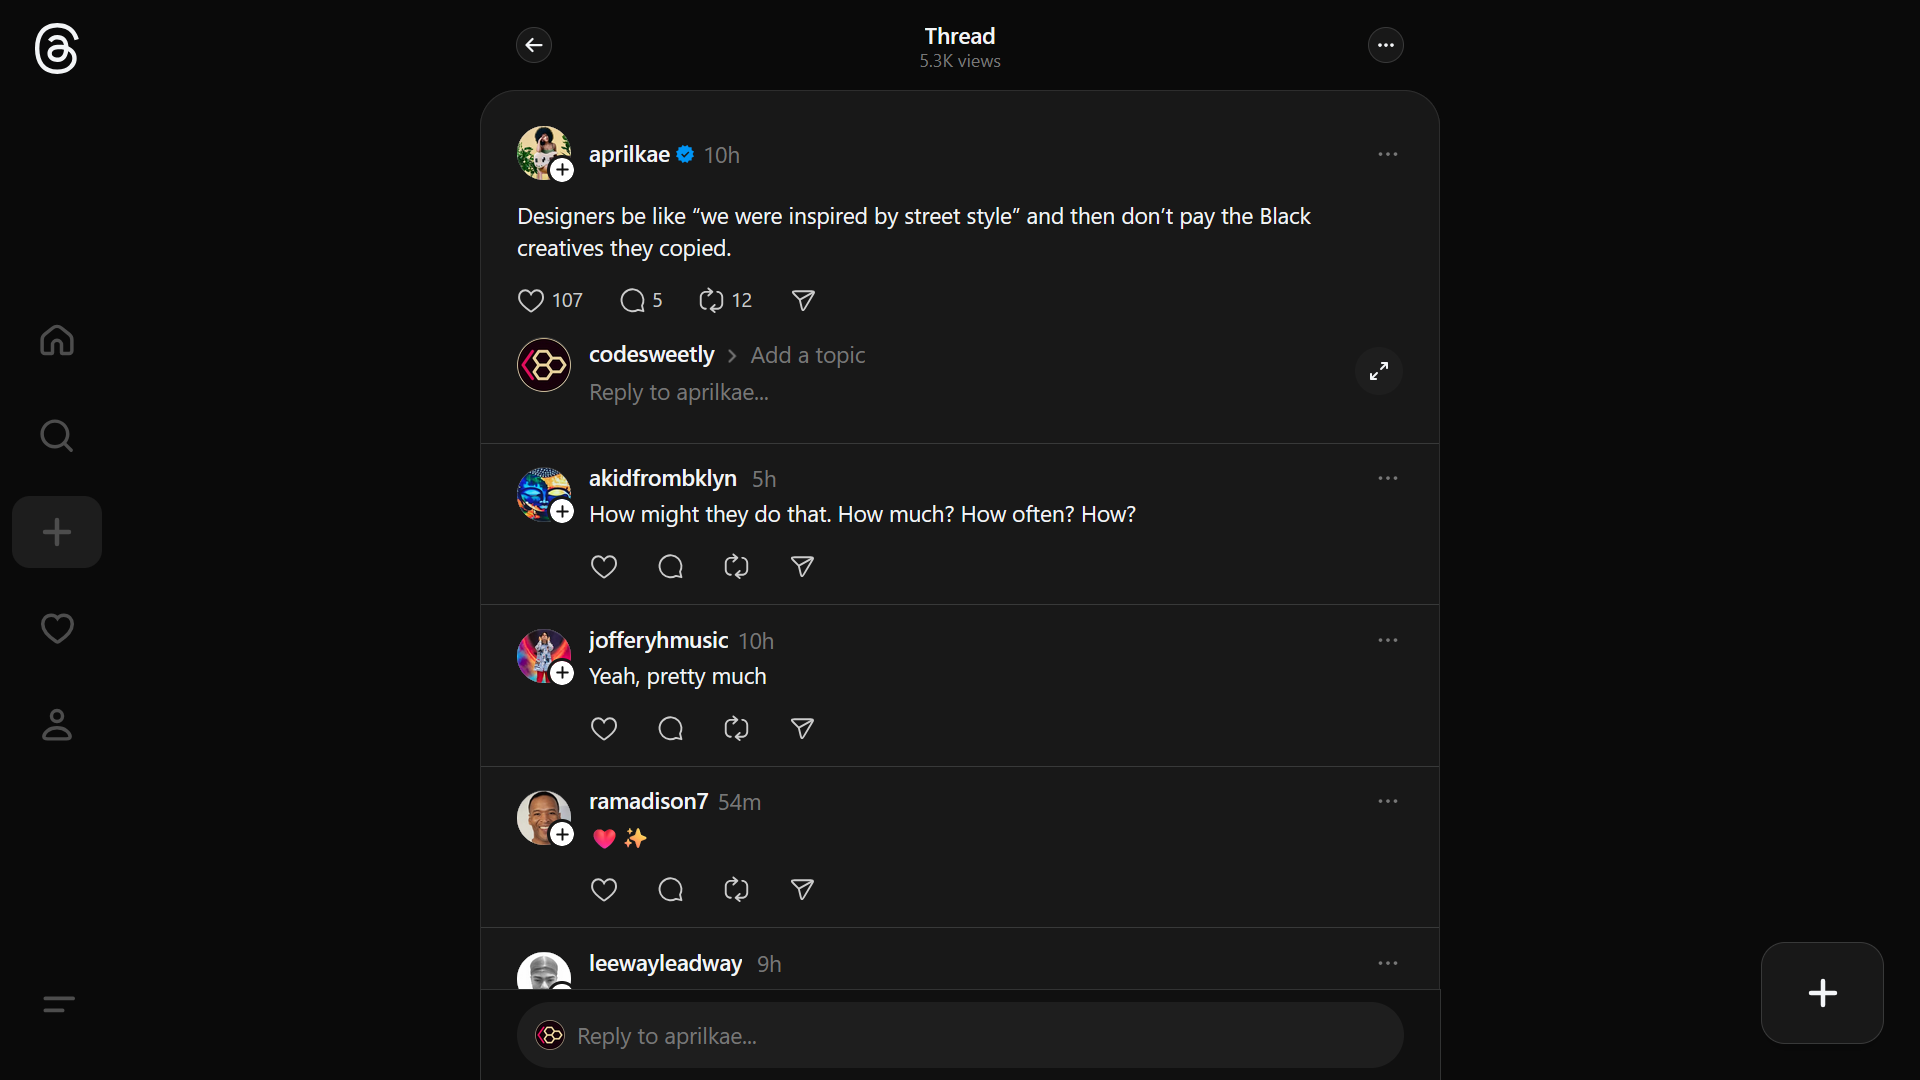 Thread
5.3K views
aprilkae 10h
Designers be like “we were inspired by street style” and then don’t pay the Black
creatives they copied.
107 5 12
codesweetly > Add a topic
Reply to aprilkae...
akidfrombklyn 5h
How might they do that. How much? How often? How?
jofferyhmusic 10h
Yeah, pretty much
ramadison7 54m
leewayleadway 9h
Reply to aprilkae...